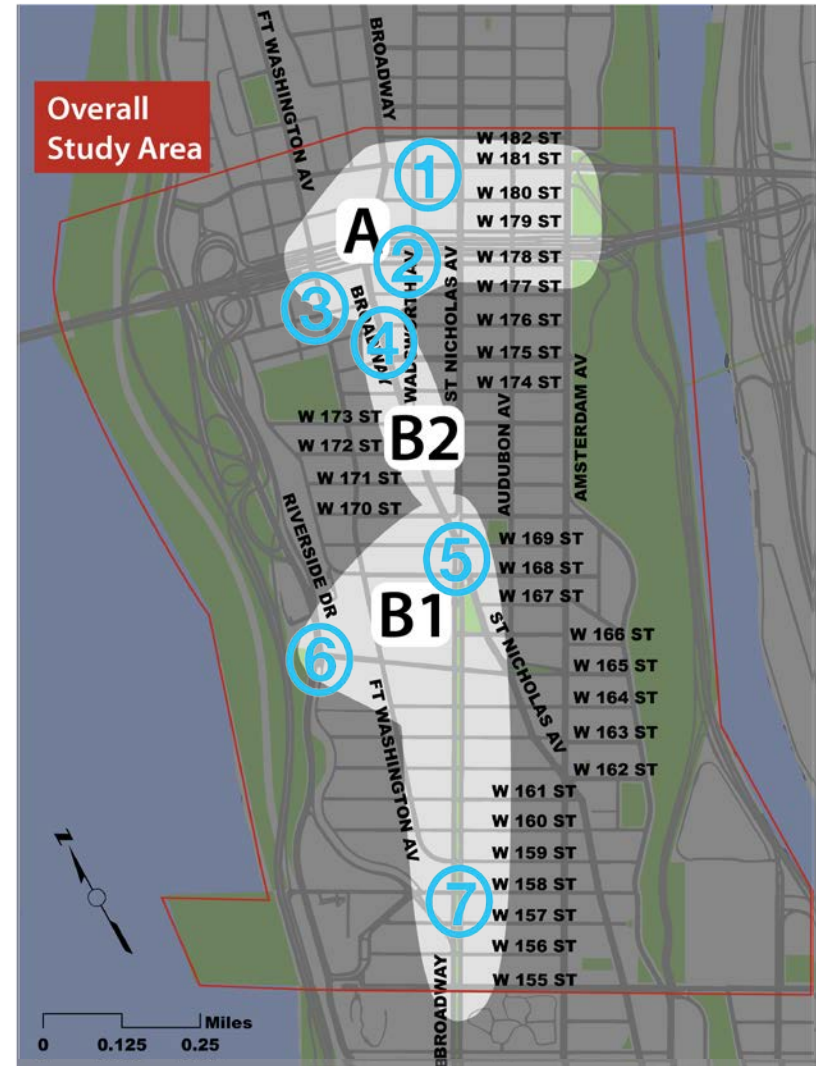 FT WASHINGTON AV
BROADWAY
Overall
Study Area
W 182 ST
W 181 ST
1
W 180 ST
A
W 179 ST
2
W 178 ST
W 177 ST
3
BROADWAY
WADSWORTH AV
ST NICHOLAS AV
4
W 176 ST
W 175 ST
W 174 ST
AUDUBON AV
AMSTERDAM AV
W 173 ST
B2
W 172 ST
W 171 ST
W 170 ST
RIVERSIDE DR
5
W 169 ST
W 168 ST
W 167 ST
B1
ST NICHOLAS AV
W 166 ST
6
W 165 ST
W 164 ST
FT WASHINGTON AV
W 163 ST
W 162 ST
W 161 ST
W 160 ST
W 159 ST
7
W 158 ST
W 157 ST
W 156 ST
W 155 ST
BROADWAY
N
Miles
0 0.125 0.25